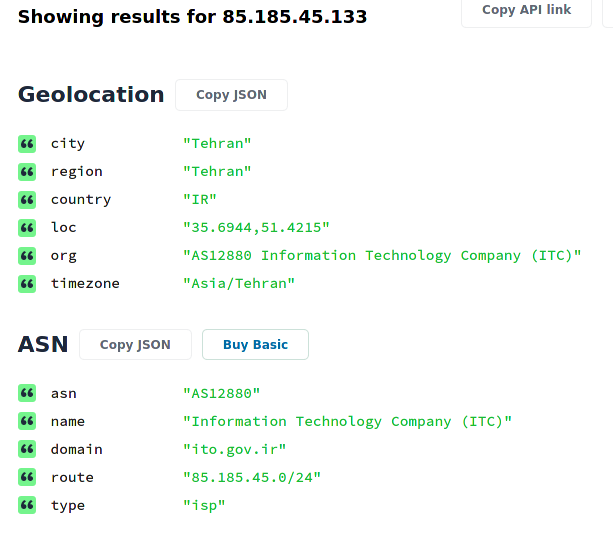 Showing results for 85.185.45.133
Copy API link
Geolocation Copy JSON
city "Tehran"
region "Tehran"
country "IR"
loc "35.6944,51.4215"
org "AS12880 Information Technology Company (ITC)"
timezone "Asia/Tehran"
ASN Copy JSON Buy Basic
asn "AS12880"
name "Information Technology Company (ITC)"
domain "ito.gov.ir"
route "85.185.45.0/24"
type "isp"